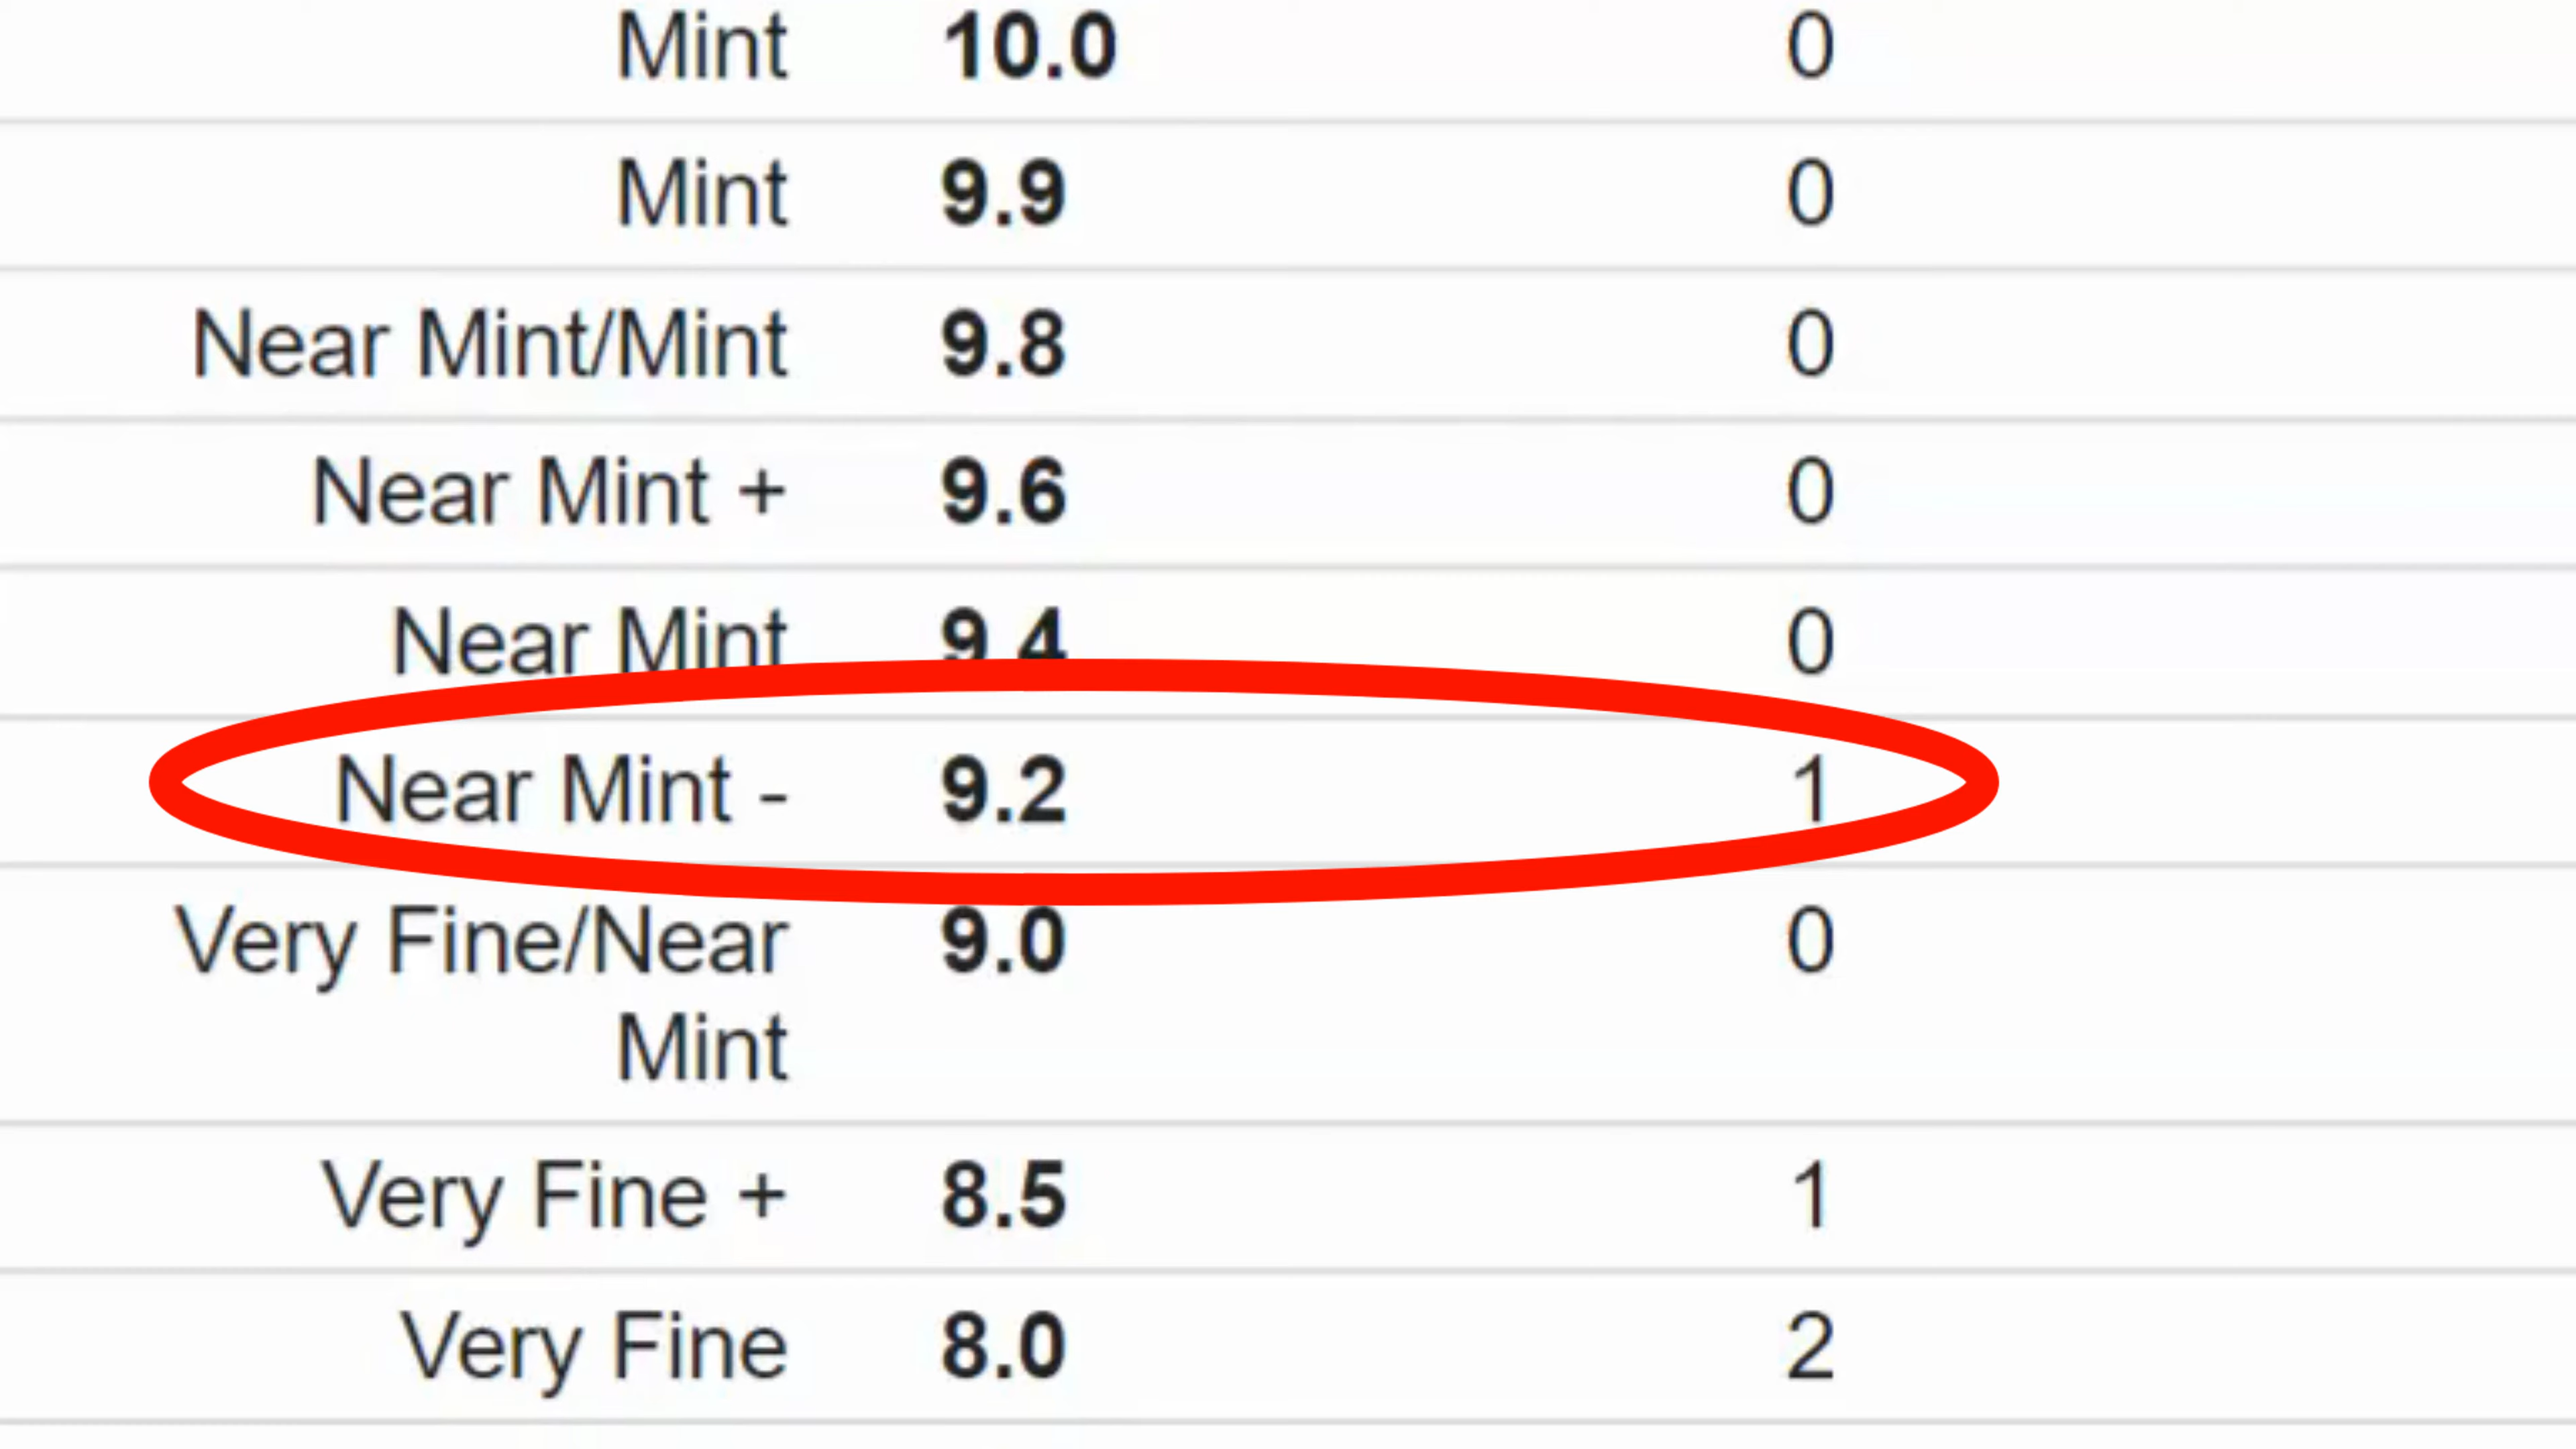 Mint 10.0 0
Mint 9.9 0
Near Mint/Mint 9.8 0
Near Mint + 9.6 0
Near Mint 9.4 0
Near Mint - 9.2 1
Very Fine/Near 9.0 0
Mint
Very Fine + 8.5 1
Very Fine 8.0 2